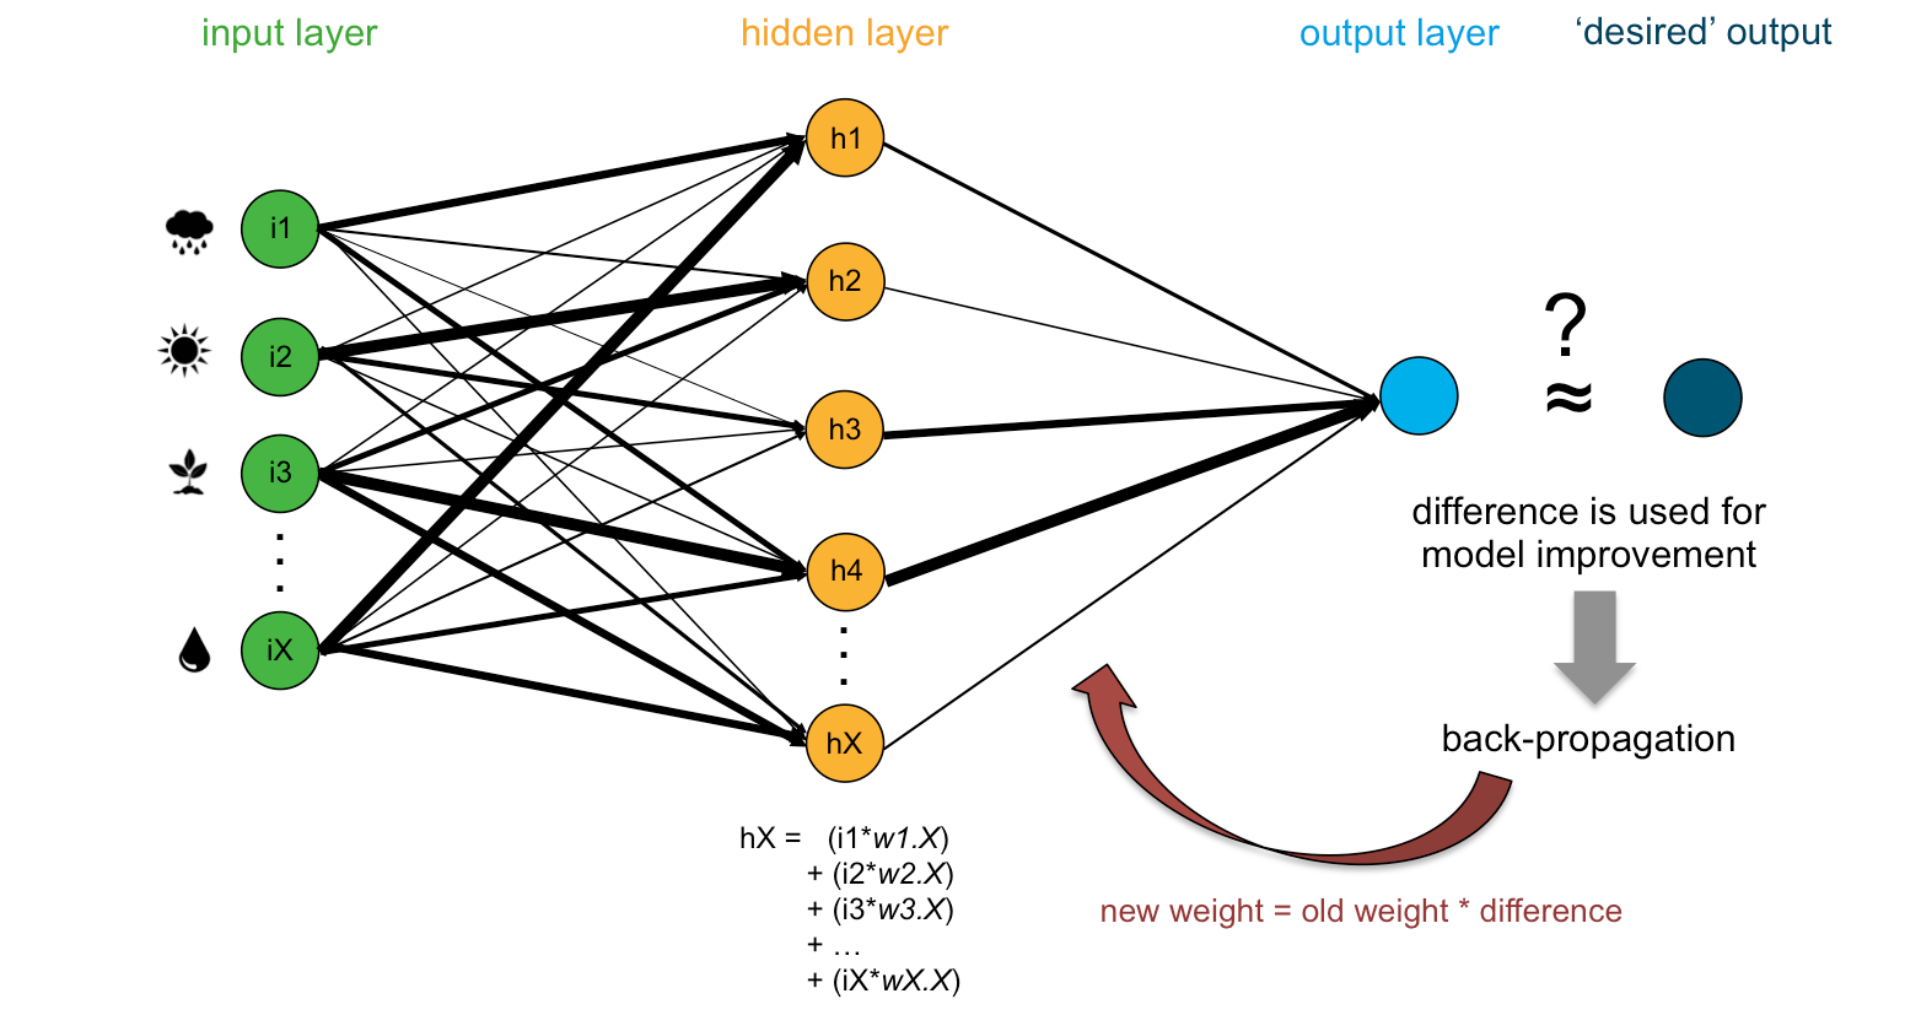 input layer
hidden layer
output layer
‘desired’ output
i1
i2
i3
iX
h1
h2
h3
h4
hX
?
≈
difference is used for
model improvement
back-propagation
new weight = old weight * difference
hX = (i1*w1.X)
+ (i2*w2.X)
+ (i3*w3.X)
+ ...
+ (iX*wX.X)